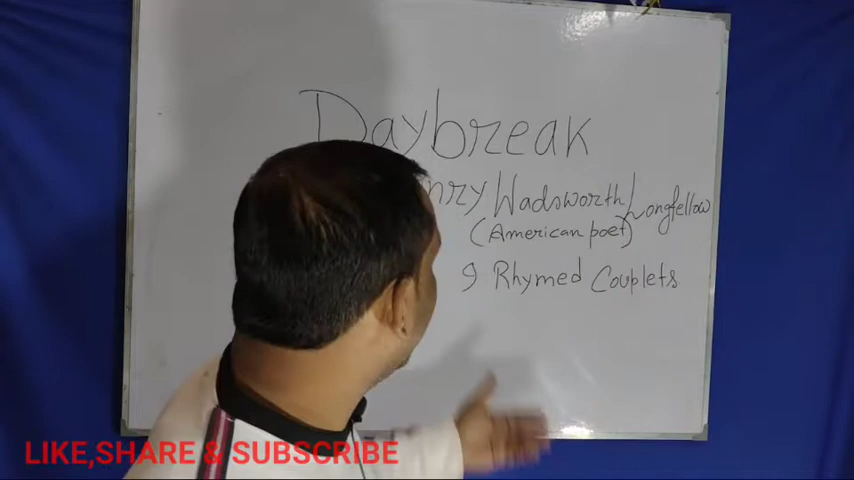 Daybreak
nry Wadsworth Longfellow
(American poet)
9 Rhymed Couplets
LIKE,SHARE & SUBSCRIBE